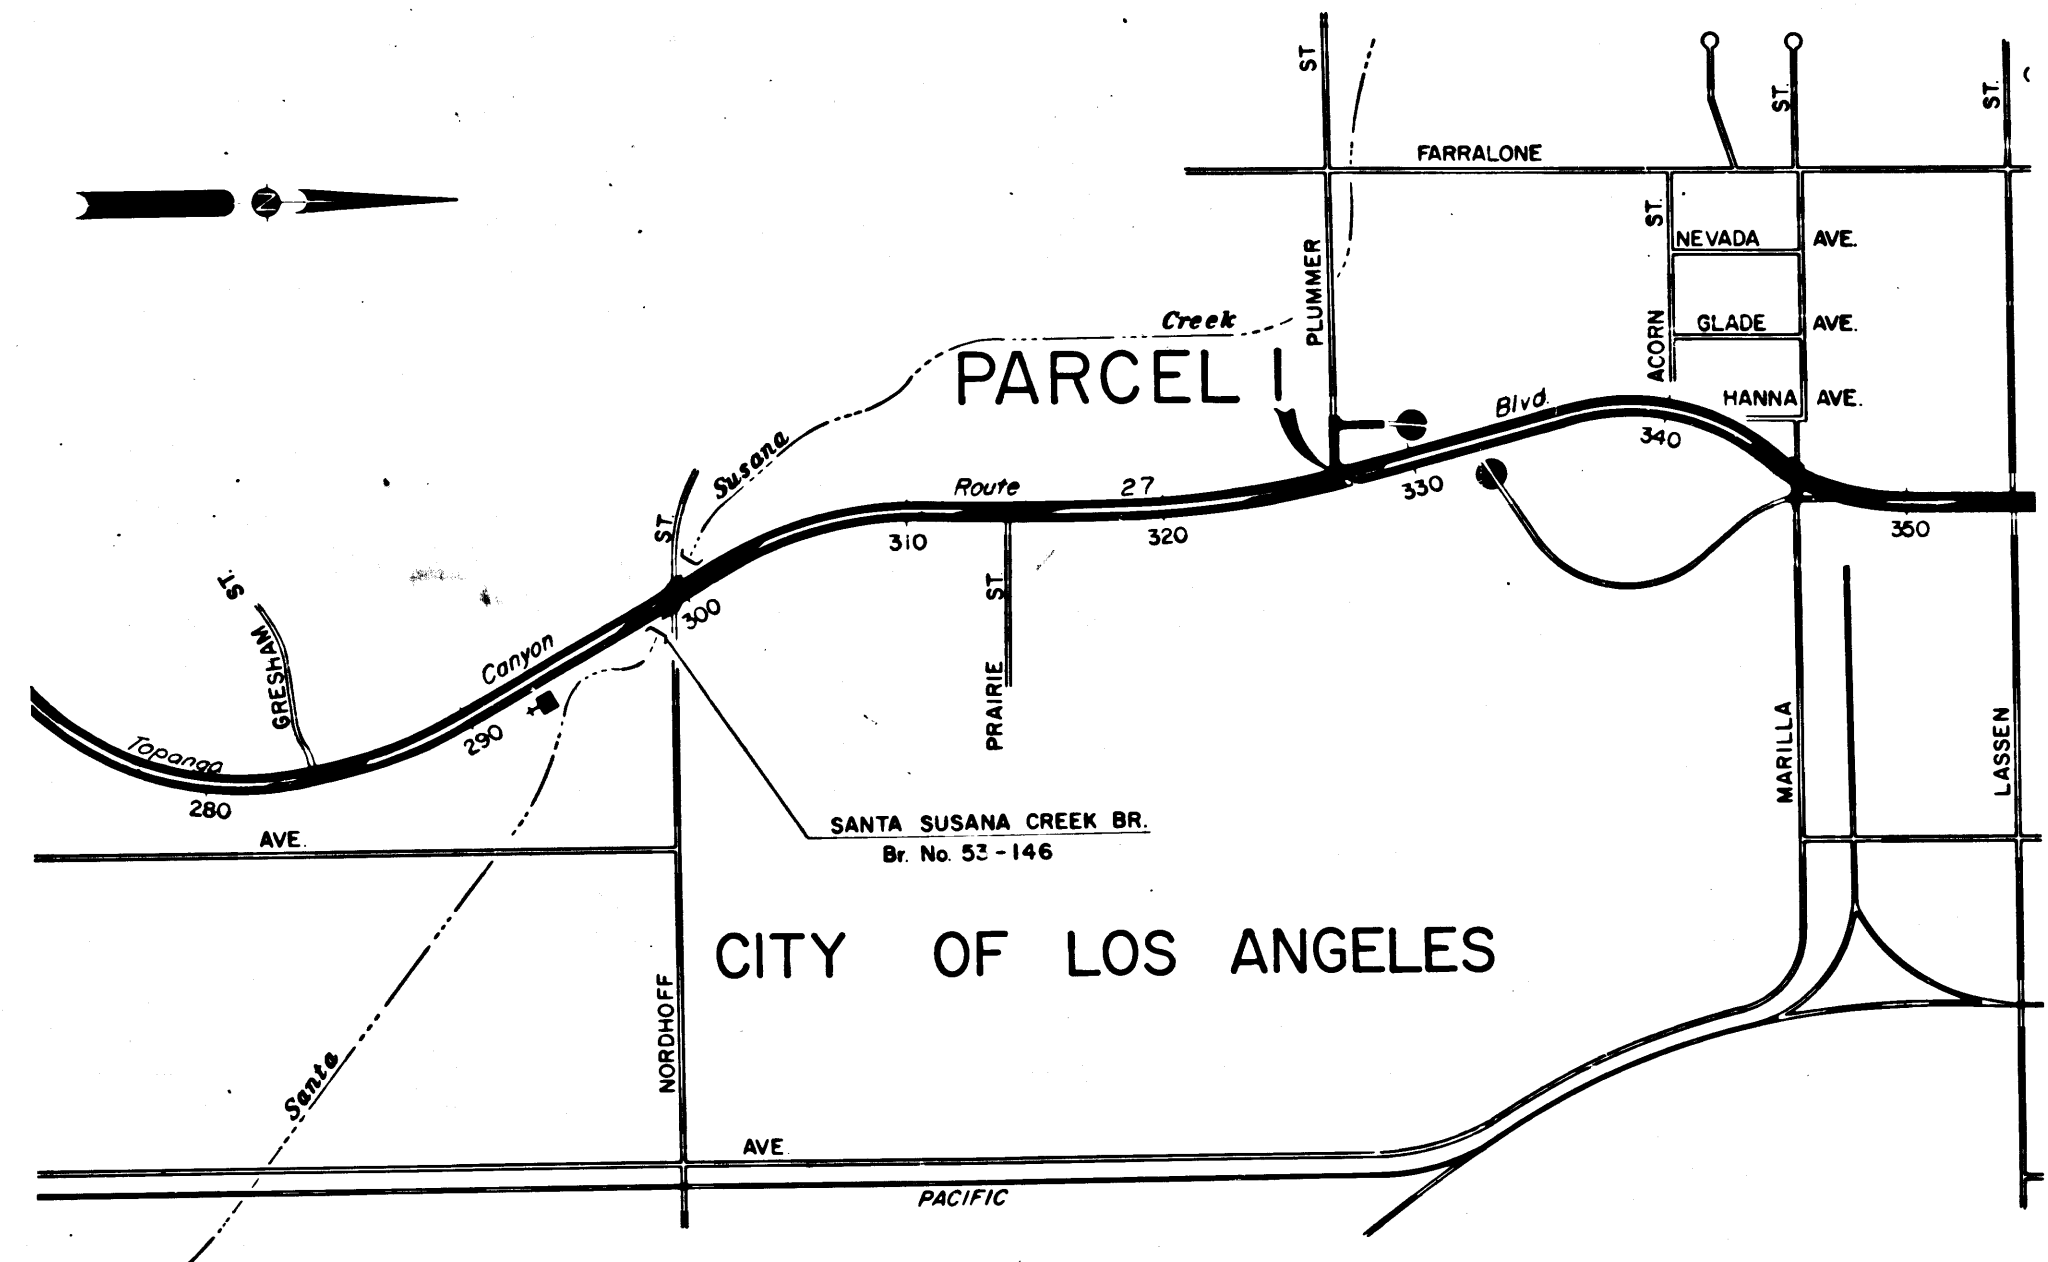 ST
ST.
ST.
FARRALONE
N
ST.
NEVADA AVE.
PLUMMER
Creek
GLADE AVE.
ACORN
PARCEL 1
HANNA AVE.
Blvd.
340
Susana
Route 27
330
ST.
310
320
350
ST.
ST.
300
GRESHAM
Canyon
PRAIRIE
290
Topanga
MARILLA
LASSEN
280
SANTA SUSANA CREEK BR.
AVE.
Br. No. 53-146
CITY OF LOS ANGELES
NORDHOFF
Santa
AVE.
PACIFIC